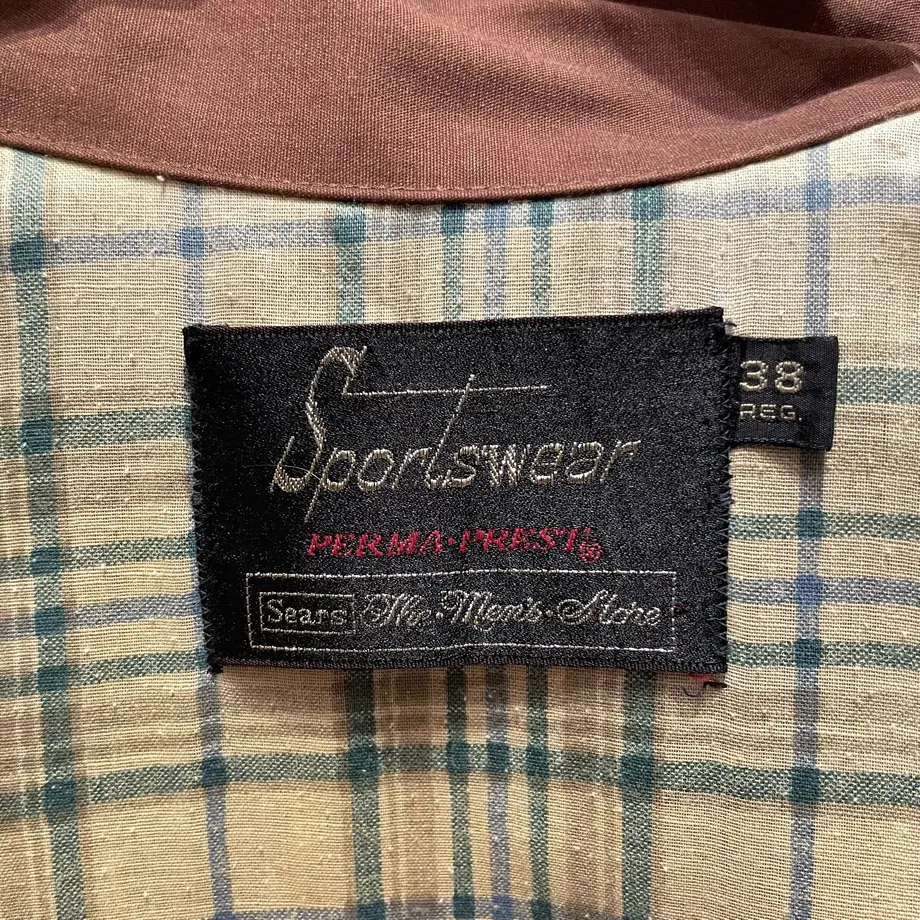 Sportswear
38
REG.
PERMA·PREST®
Sears The·Men's·Store